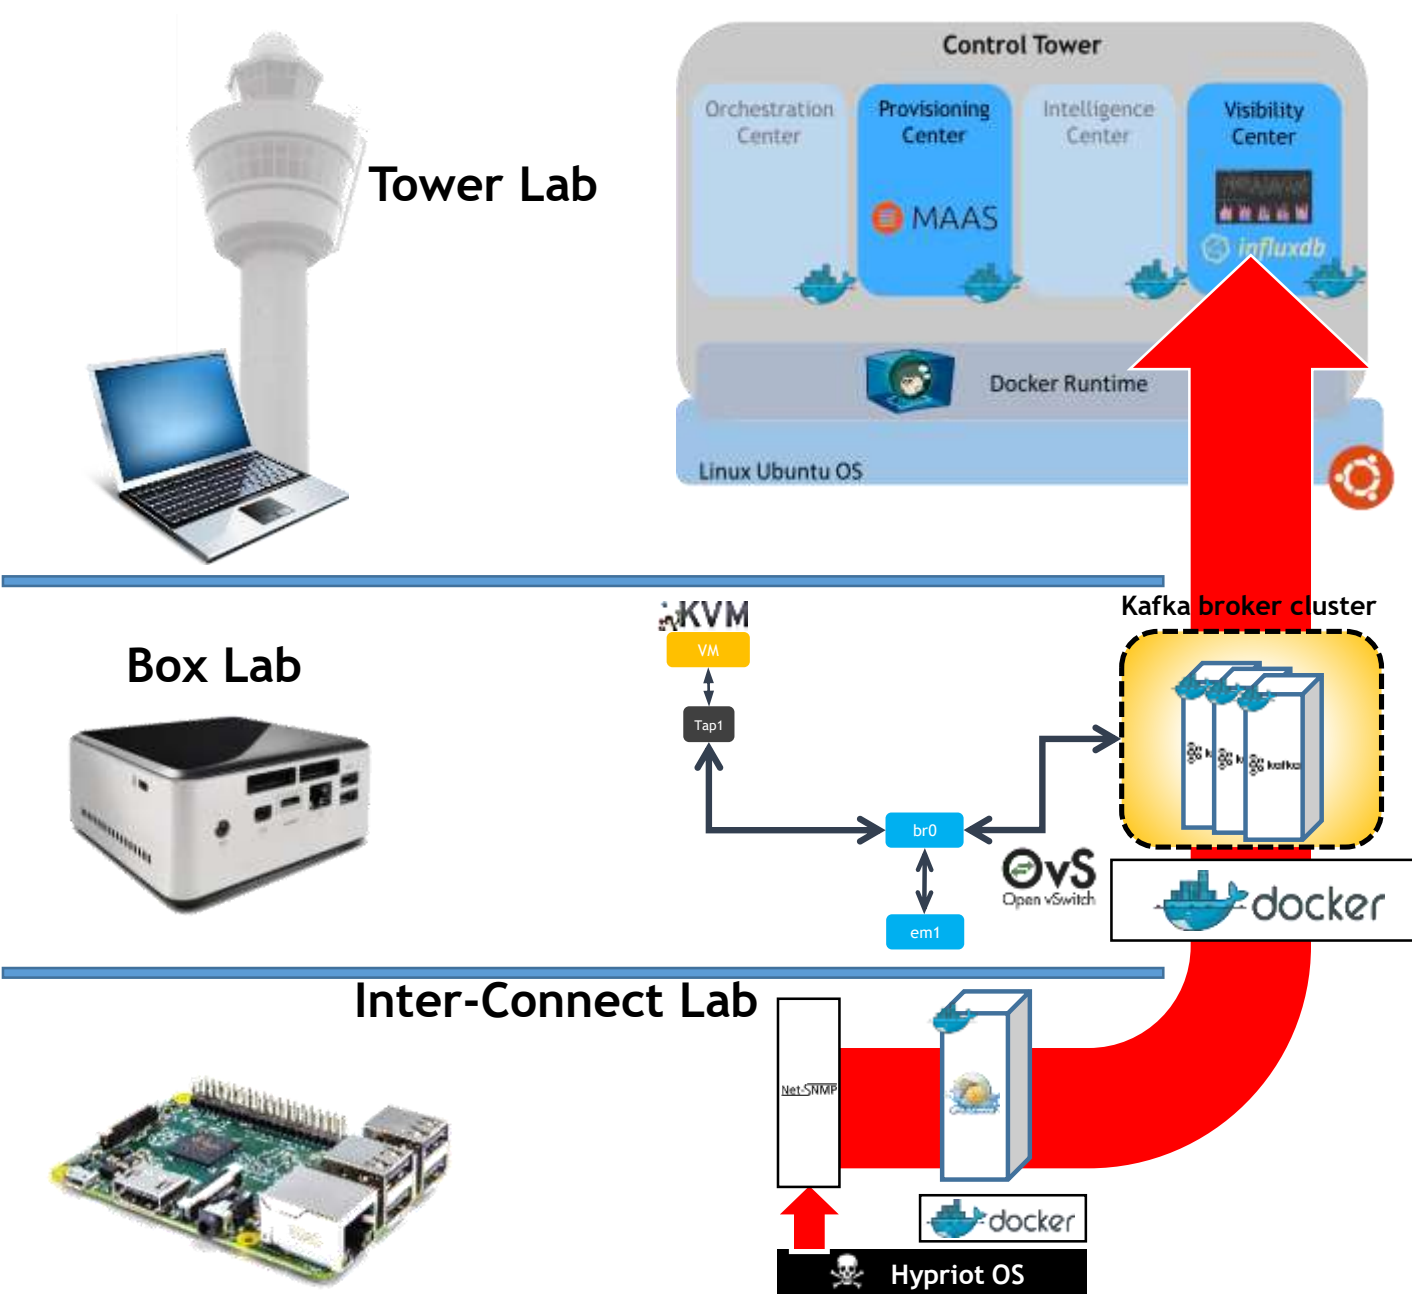 Control Tower
Orchestration
Center
Provisioning
Center
Intelligence
Center
Visibility
Center
Tower Lab
MAAS
influxdb
Docker Runtime
Linux Ubuntu OS
Kafka broker cluster
KVM
VM
Box Lab
Tap1
kafka
br0
OvS
Open vSwitch
docker
em1
Inter-Connect Lab
Net-SNMP
docker
Hypriot OS